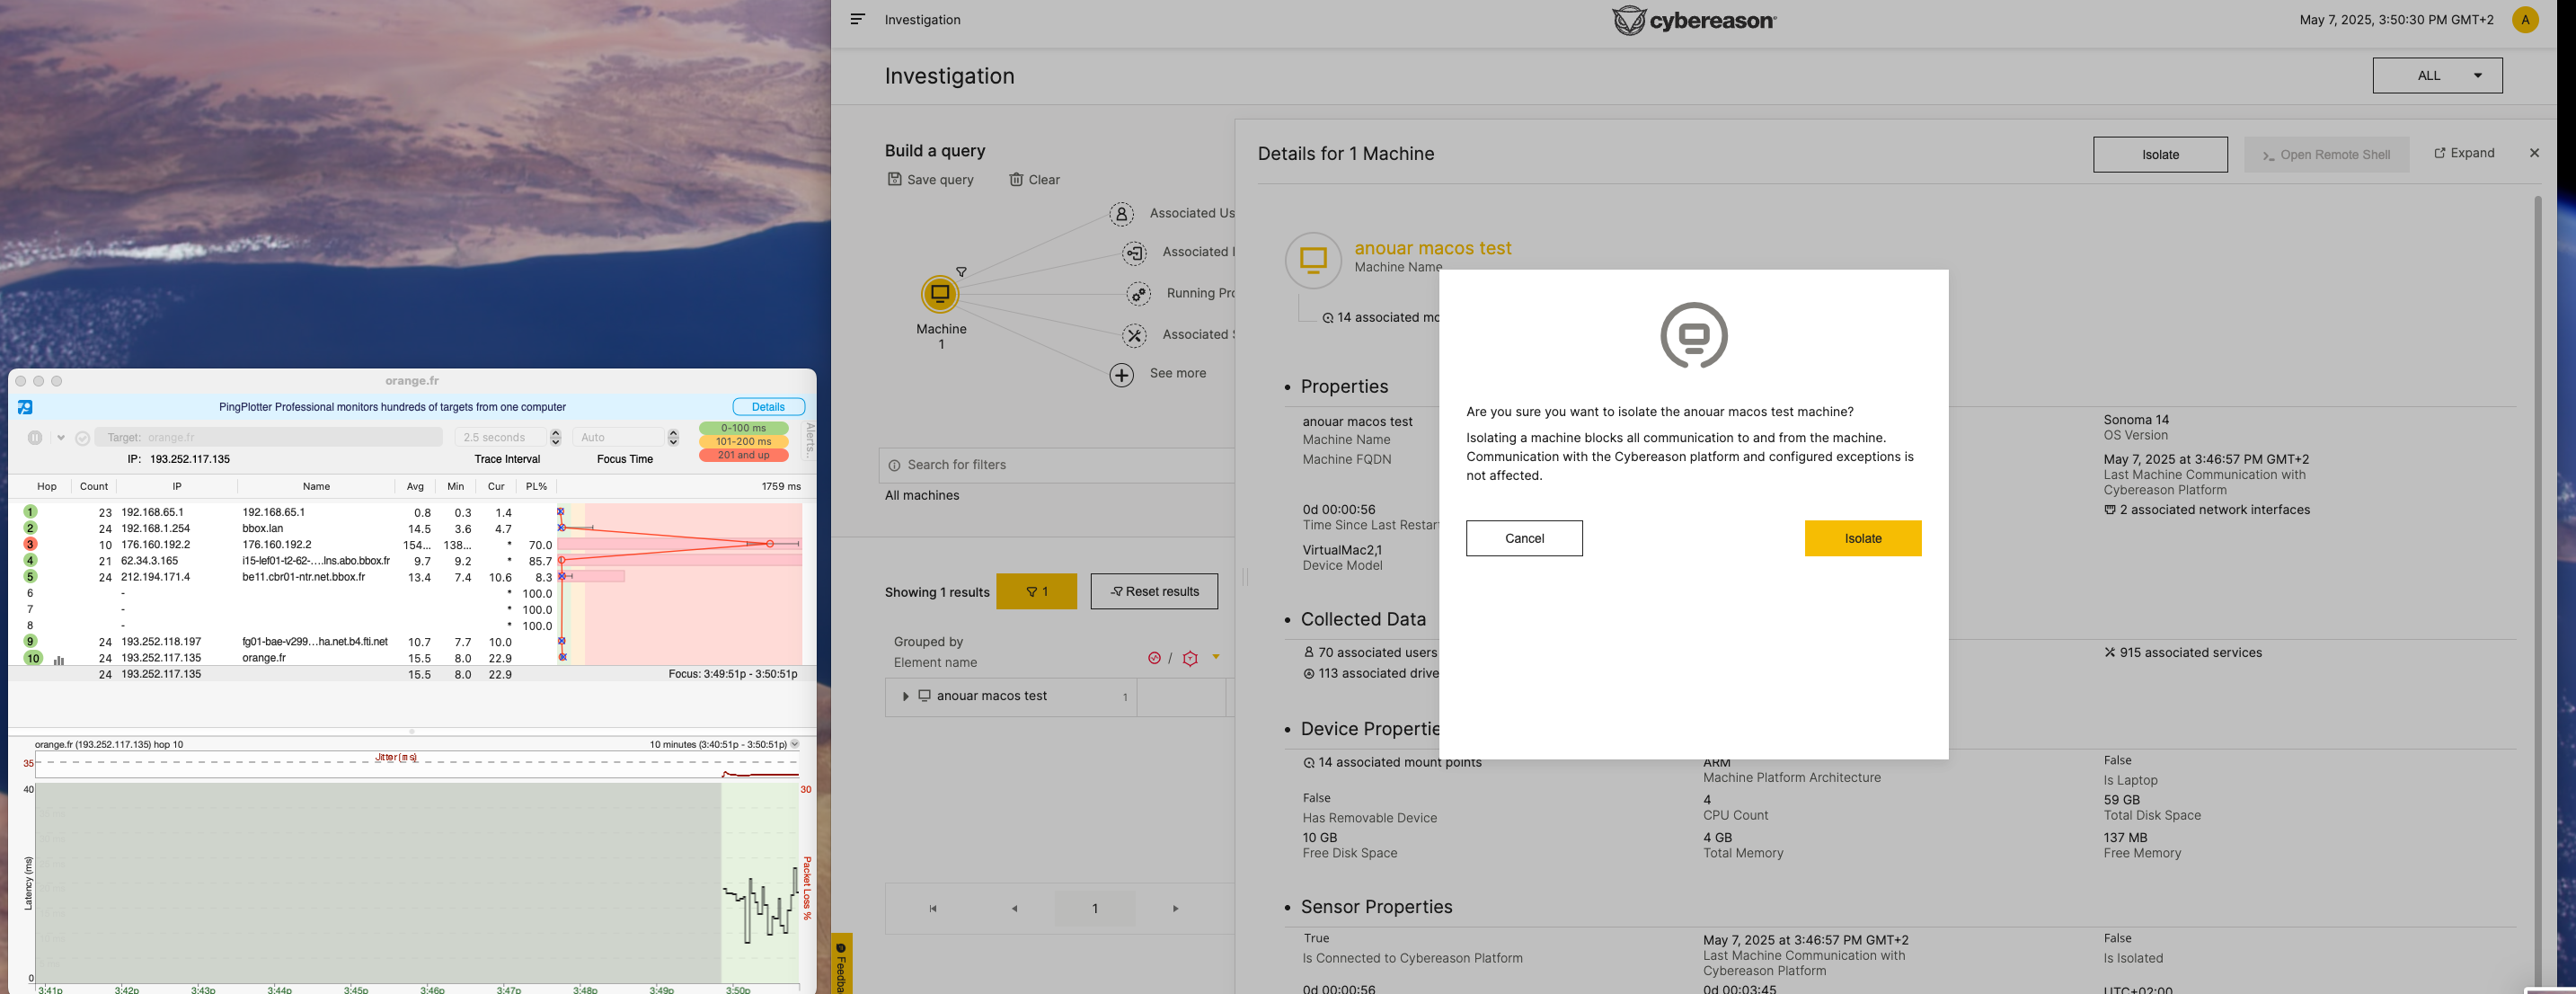 orange.fr
PingPlotter Professional monitors hundreds of targets from one computer
Details
Target: orange.fr
2.5 seconds
Auto
0-100 ms
101-200 ms
201 and up
Alerts...
IP: 193.252.117.135
Trace Interval
Focus Time
Hop Count IP Name Avg Min Cur PL% 1759 ms
1 23 192.168.65.1 192.168.65.1 0.8 0.3 1.4
2 24 192.168.1.254 bbox.lan 14.5 3.6 4.7
3 10 176.160.192.2 176.160.192.2 154... 138... * 70.0
4 21 62.34.3.165 i15-lef01-t2-62-....lns.abo.bbox.fr 9.7 9.2 * 85.7
5 24 212.194.171.4 be11.cbr01-ntr.net.bbox.fr 13.4 7.4 10.6 8.3
6 - * 100.0
7 - * 100.0
8 - * 100.0
9 24 193.252.118.197 fg01-bae-v299...ha.net.b4.fti.net 10.7 7.7 10.0
10 24 193.252.117.135 orange.fr 15.5 8.0 22.9
24 193.252.117.135 15.5 8.0 22.9 Focus: 3:49:51p - 3:50:51p
orange.fr (193.252.117.135) hop 10
10 minutes (3:40:51p - 3:50:51p)
35
Jitter (ms)
40
30
Latency (ms)
Packet Loss %
0
3:41p 3:42p 3:43p 3:44p 3:45p 3:46p 3:47p 3:48p 3:49p 3:50p
Investigation
cybereason
May 7, 2025, 3:50:30 PM GMT+2
A
Investigation
ALL
Build a query
Save query
Clear
Machine
1
Associated Us
Associated
Running Pro
Associated S
See more
Search for filters
All machines
Showing 1 results
1
Reset results
Grouped by
Element name
/
anouar macos test
1
1
Feedba
Details for 1 Machine
Isolate
Open Remote Shell
Expand
anouar macos test
Machine Name
14 associated mo
Properties
anouar macos test
Machine Name
Machine FQDN
0d 00:00:56
Time Since Last Restar
VirtualMac2,1
Device Model
Sonoma 14
OS Version
May 7, 2025 at 3:46:57 PM GMT+2
Last Machine Communication with
Cybereason Platform
2 associated network interfaces
Collected Data
70 associated users
113 associated drive
915 associated services
Device Propertie
14 associated mount points
False
Has Removable Device
10 GB
Free Disk Space
ARM
Machine Platform Architecture
4
CPU Count
4 GB
Total Memory
False
Is Laptop
59 GB
Total Disk Space
137 MB
Free Memory
Sensor Properties
True
Is Connected to Cybereason Platform
0d 00:00:56
May 7, 2025 at 3:46:57 PM GMT+2
Last Machine Communication with
Cybereason Platform
0d 00:03:45
False
Is Isolated
UTC+02:00
Are you sure you want to isolate the anouar macos test machine?
Isolating a machine blocks all communication to and from the machine.
Communication with the Cybereason platform and configured exceptions is
not affected.
Cancel
Isolate